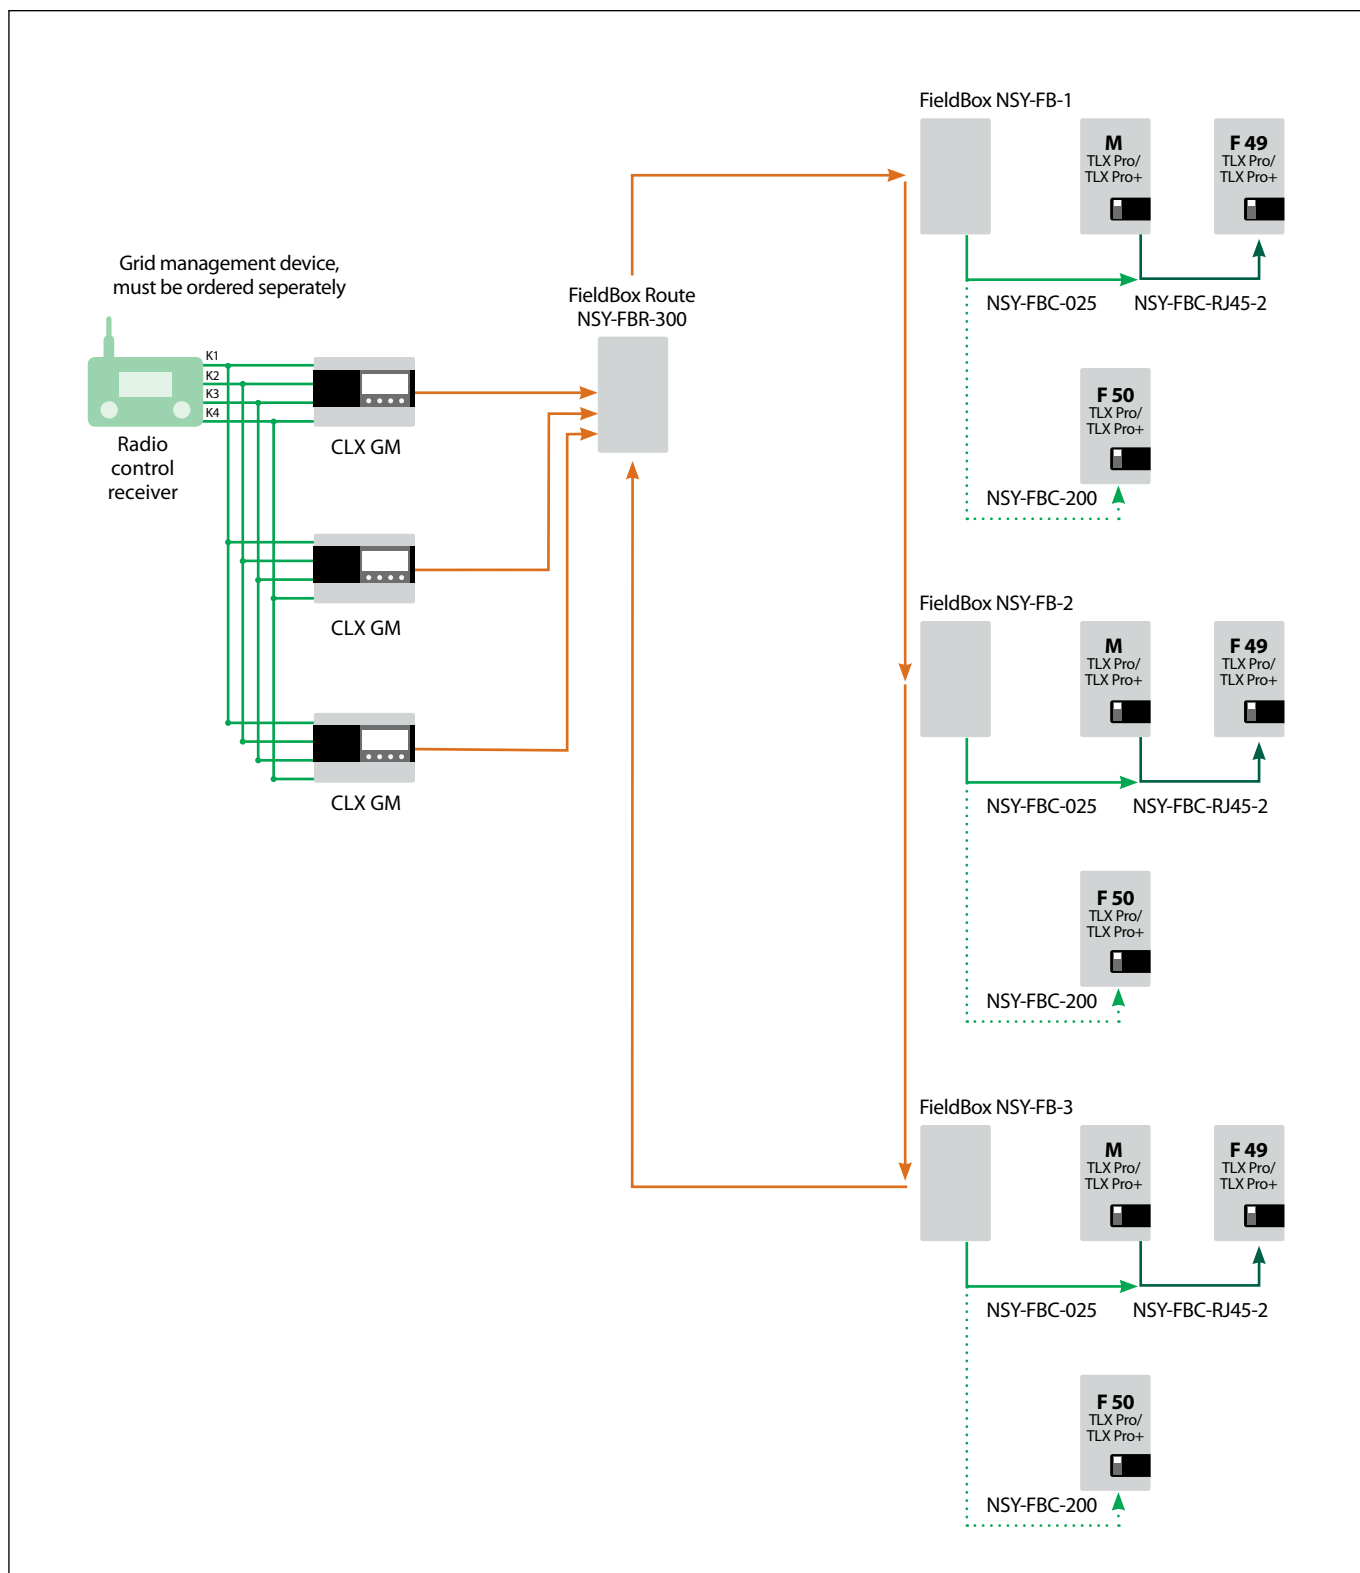 Grid management device,
must be ordered seperately
K1
K2
K3
K4
Radio
control
receiver
CLX GM
CLX GM
CLX GM
FieldBox Route
NSY-FBR-300
FieldBox NSY-FB-1
M
TLX Pro/
TLX Pro+
F 49
TLX Pro/
TLX Pro+
NSY-FBC-025
NSY-FBC-RJ45-2
F 50
TLX Pro/
TLX Pro+
NSY-FBC-200
FieldBox NSY-FB-2
M
TLX Pro/
TLX Pro+
F 49
TLX Pro/
TLX Pro+
NSY-FBC-025
NSY-FBC-RJ45-2
F 50
TLX Pro/
TLX Pro+
NSY-FBC-200
FieldBox NSY-FB-3
M
TLX Pro/
TLX Pro+
F 49
TLX Pro/
TLX Pro+
NSY-FBC-025
NSY-FBC-RJ45-2
F 50
TLX Pro/
TLX Pro+
NSY-FBC-200